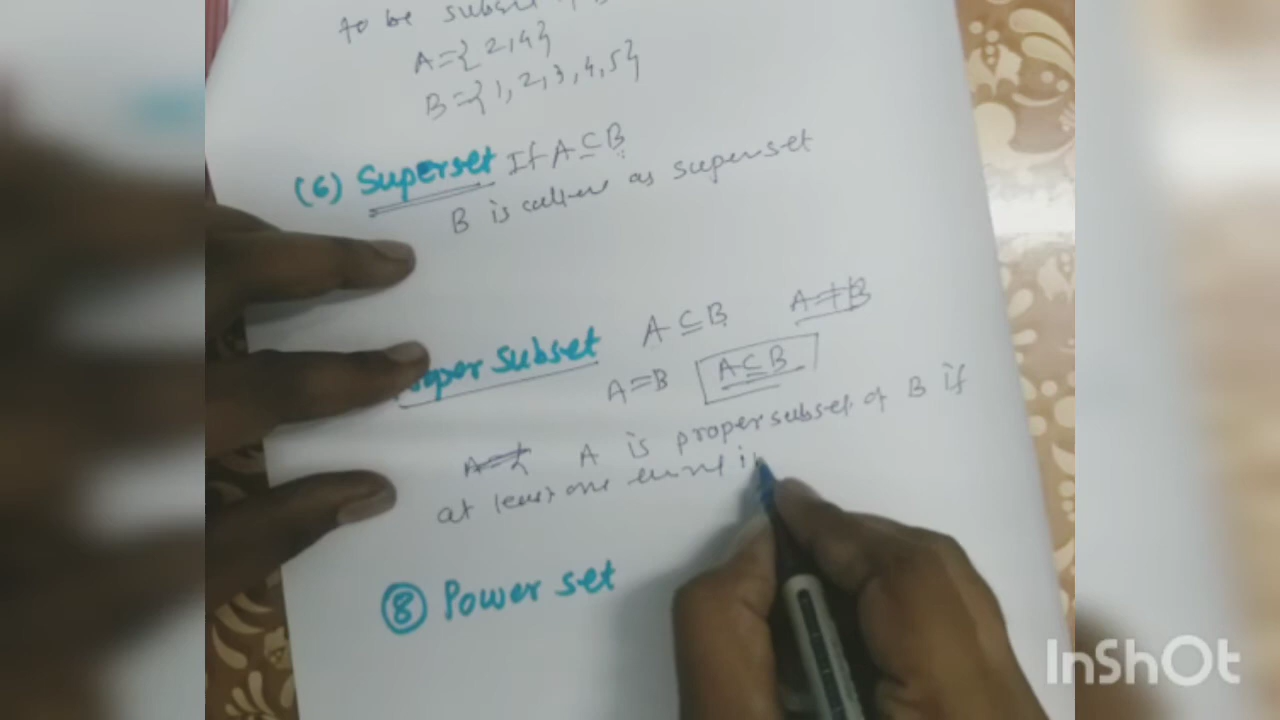 to be subset
A={2,4}
B={1,2,3,4,5}
(6) Superset If A⊆B
B is called as superset
oper subset A⊆B A≠B
A=B A⊆B
A is proper subset of B if
at least one i
⑧ Power set
InShOt